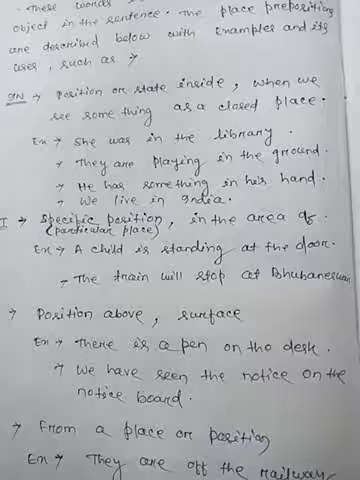 These words
object in the sentence. The place prepositions
are described below with Examples and its
uses, such as →
IN → Position or state inside, when we
see something as a closed place.
Ex → She was in the library.
→ They are playing in the ground.
→ He has something in his hand.
→ We live in India.
→ Specific position, in the area of.
(particular place)
Ex → A child is standing at the door.
→ The train will stop at Bhubaneswar
→ Position above, surface
Ex → There is a pen on the desk.
→ We have seen the notice on the
notice board.
→ From a place or position
Ex → They are off the railway